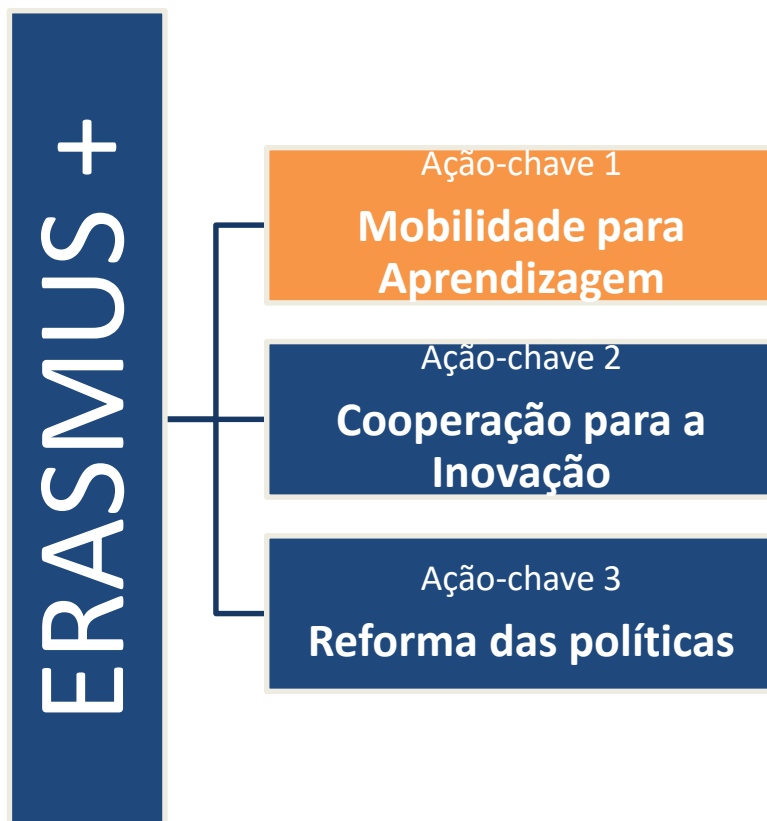 ERASMUS +
Ação-chave 1
Mobilidade para
Aprendizagem
Ação-chave 2
Cooperação para a
Inovação
Ação-chave 3
Reforma das políticas